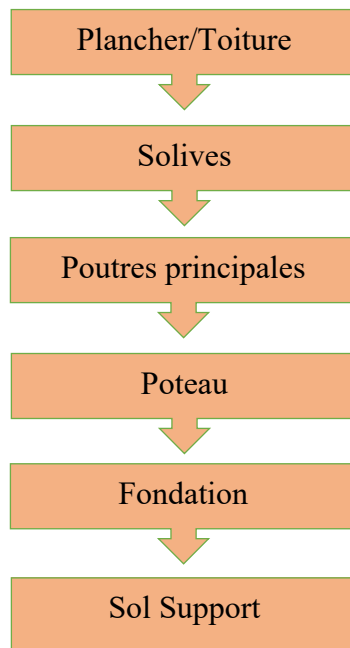 Plancher/Toiture
Solives
Poutres principales
Poteau
Fondation
Sol Support